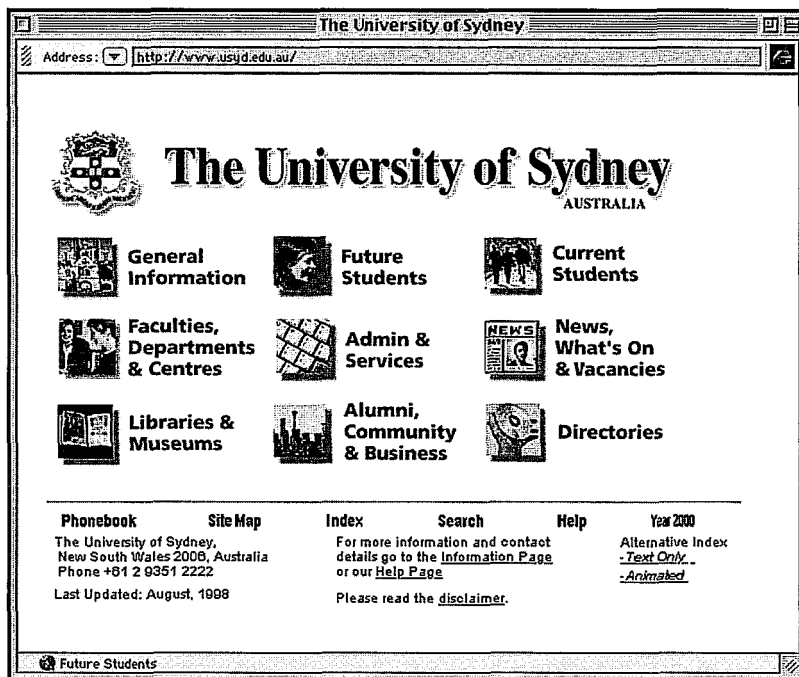 The University of Sydney
Address: http://www.usyd.edu.au/
The University of Sydney
AUSTRALIA
General
Information
Future
Students
Current
Students
Faculties,
Departments
& Centres
Admin &
Services
NEWS
News,
What's On
& Vacancies
Libraries &
Museums
Alumni,
Community
& Business
Directories
Phonebook Site Map Index Search Help Year 2000
The University of Sydney,
New South Wales 2006, Australia
Phone +61 2 9351 2222
Last Updated: August, 1998
For more information and contact
details go to the Information Page
or our Help Page
Please read the disclaimer.
Alternative Index
- Text Only
- Animated
Future Students